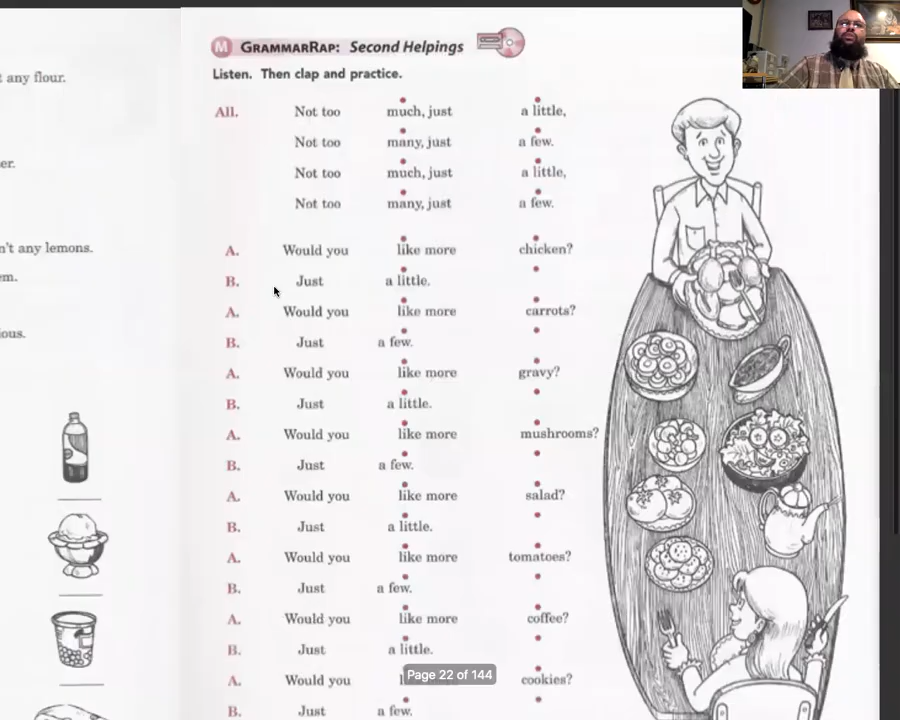 t any flour.
er.
n't any lemons.
em.
ious.
M GRAMMARRAP: Second Helpings
Listen. Then clap and practice.
All. Not too much, just a little,
Not too many, just a few.
Not too much, just a little,
Not too many, just a few.
A. Would you like more chicken?
B. Just a little.
A. Would you like more carrots?
B. Just a few.
A. Would you like more gravy?
B. Just a little.
A. Would you like more mushrooms?
B. Just a few.
A. Would you like more salad?
B. Just a little.
A. Would you like more tomatoes?
B. Just a few.
A. Would you like more coffee?
B. Just a little.
A. Would you cookies?
B. Just a few.
Page 22 of 144